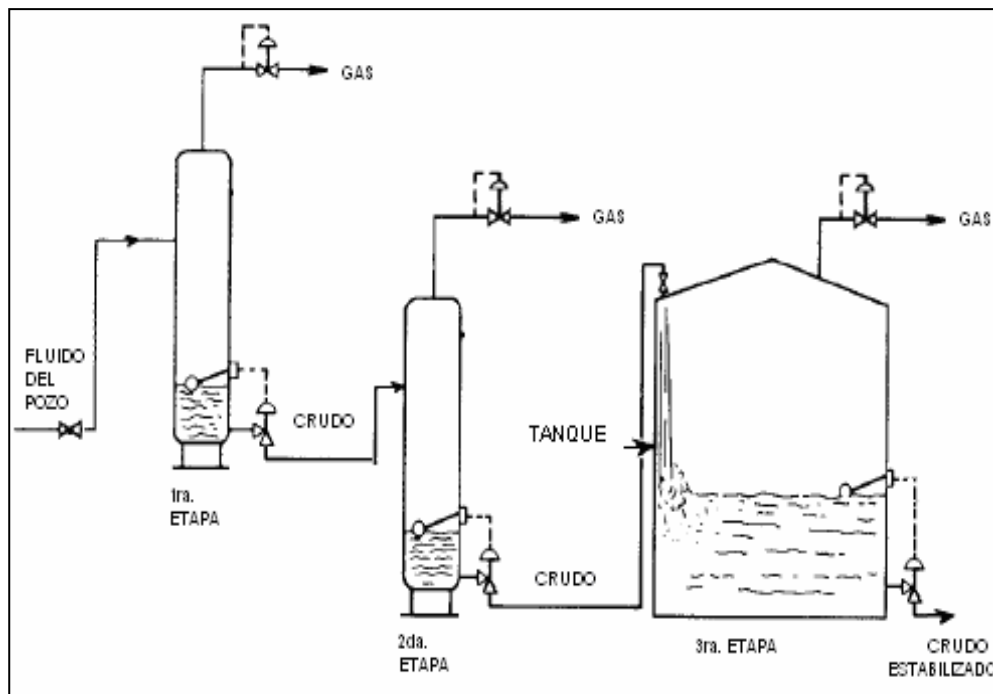 GAS
GAS
GAS
FLUIDO
DEL
POZO
CRUDO
TANQUE
1ra.
ETAPA
CRUDO
2da.
ETAPA
3ra. ETAPA
CRUDO
ESTABILIZADO